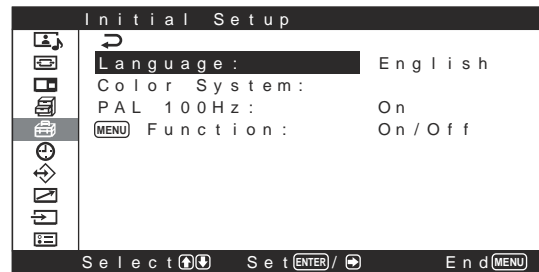 Initial Setup
Language: English
Color System:
PAL 100Hz: On
MENU Function: On/Off
Select Set ENTER / End MENU